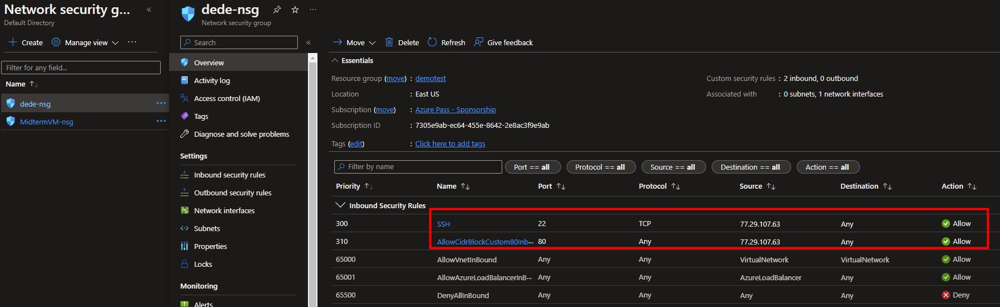 Network security g...
Default Directory
Create Manage view
Filter for any field...
Name
dede-nsg
MidtermVM-nsg
dede-nsg
Network security group
Search
Overview
Activity log
Access control (IAM)
Tags
Diagnose and solve problems
Settings
Inbound security rules
Outbound security rules
Network interfaces
Subnets
Properties
Locks
Monitoring
Alerts
Move Delete Refresh Give feedback
Essentials
Resource group (move) : demotest
Location : East US
Subscription (move) : Azure Pass - Sponsorship
Subscription ID : 7305e9ab-ec64-455e-8642-2e8ac3f9e9ab
Tags (edit) : Click here to add tags
Custom security rules : 2 inbound, 0 outbound
Associated with : 0 subnets, 1 network interfaces
Filter by name Port == all Protocol == all Source == all Destination == all Action == all
Priority Name Port Protocol Source Destination Action
Inbound Security Rules
300 SSH 22 TCP 77.29.107.63 Any Allow
310 AllowCidrBlockCustom80Inb... 80 Any 77.29.107.63 Any Allow
65000 AllowVnetInBound Any Any VirtualNetwork VirtualNetwork Allow
65001 AllowAzureLoadBalancerInB... Any Any AzureLoadBalancer Any Allow
65500 DenyAllInBound Any Any Any Any Deny